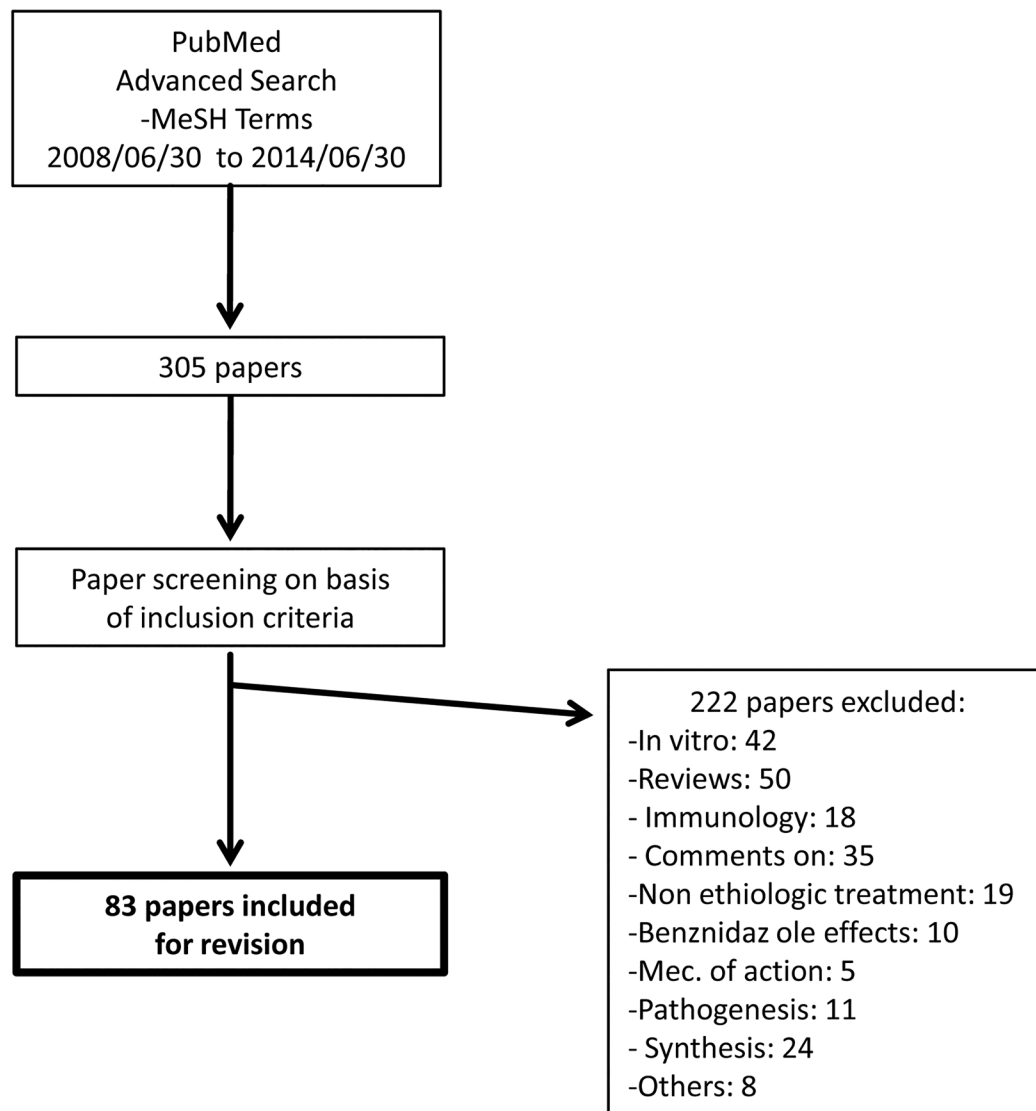 PubMed
Advanced Search
-MeSH Terms
2008/06/30 to 2014/06/30
305 papers
Paper screening on basis
of inclusion criteria
222 papers excluded:
-In vitro: 42
-Reviews: 50
- Immunology: 18
- Comments on: 35
-Non ethiologic treatment: 19
-Benznidaz ole effects: 10
-Mec. of action: 5
-Pathogenesis: 11
- Synthesis: 24
-Others: 8
83 papers included
for revision